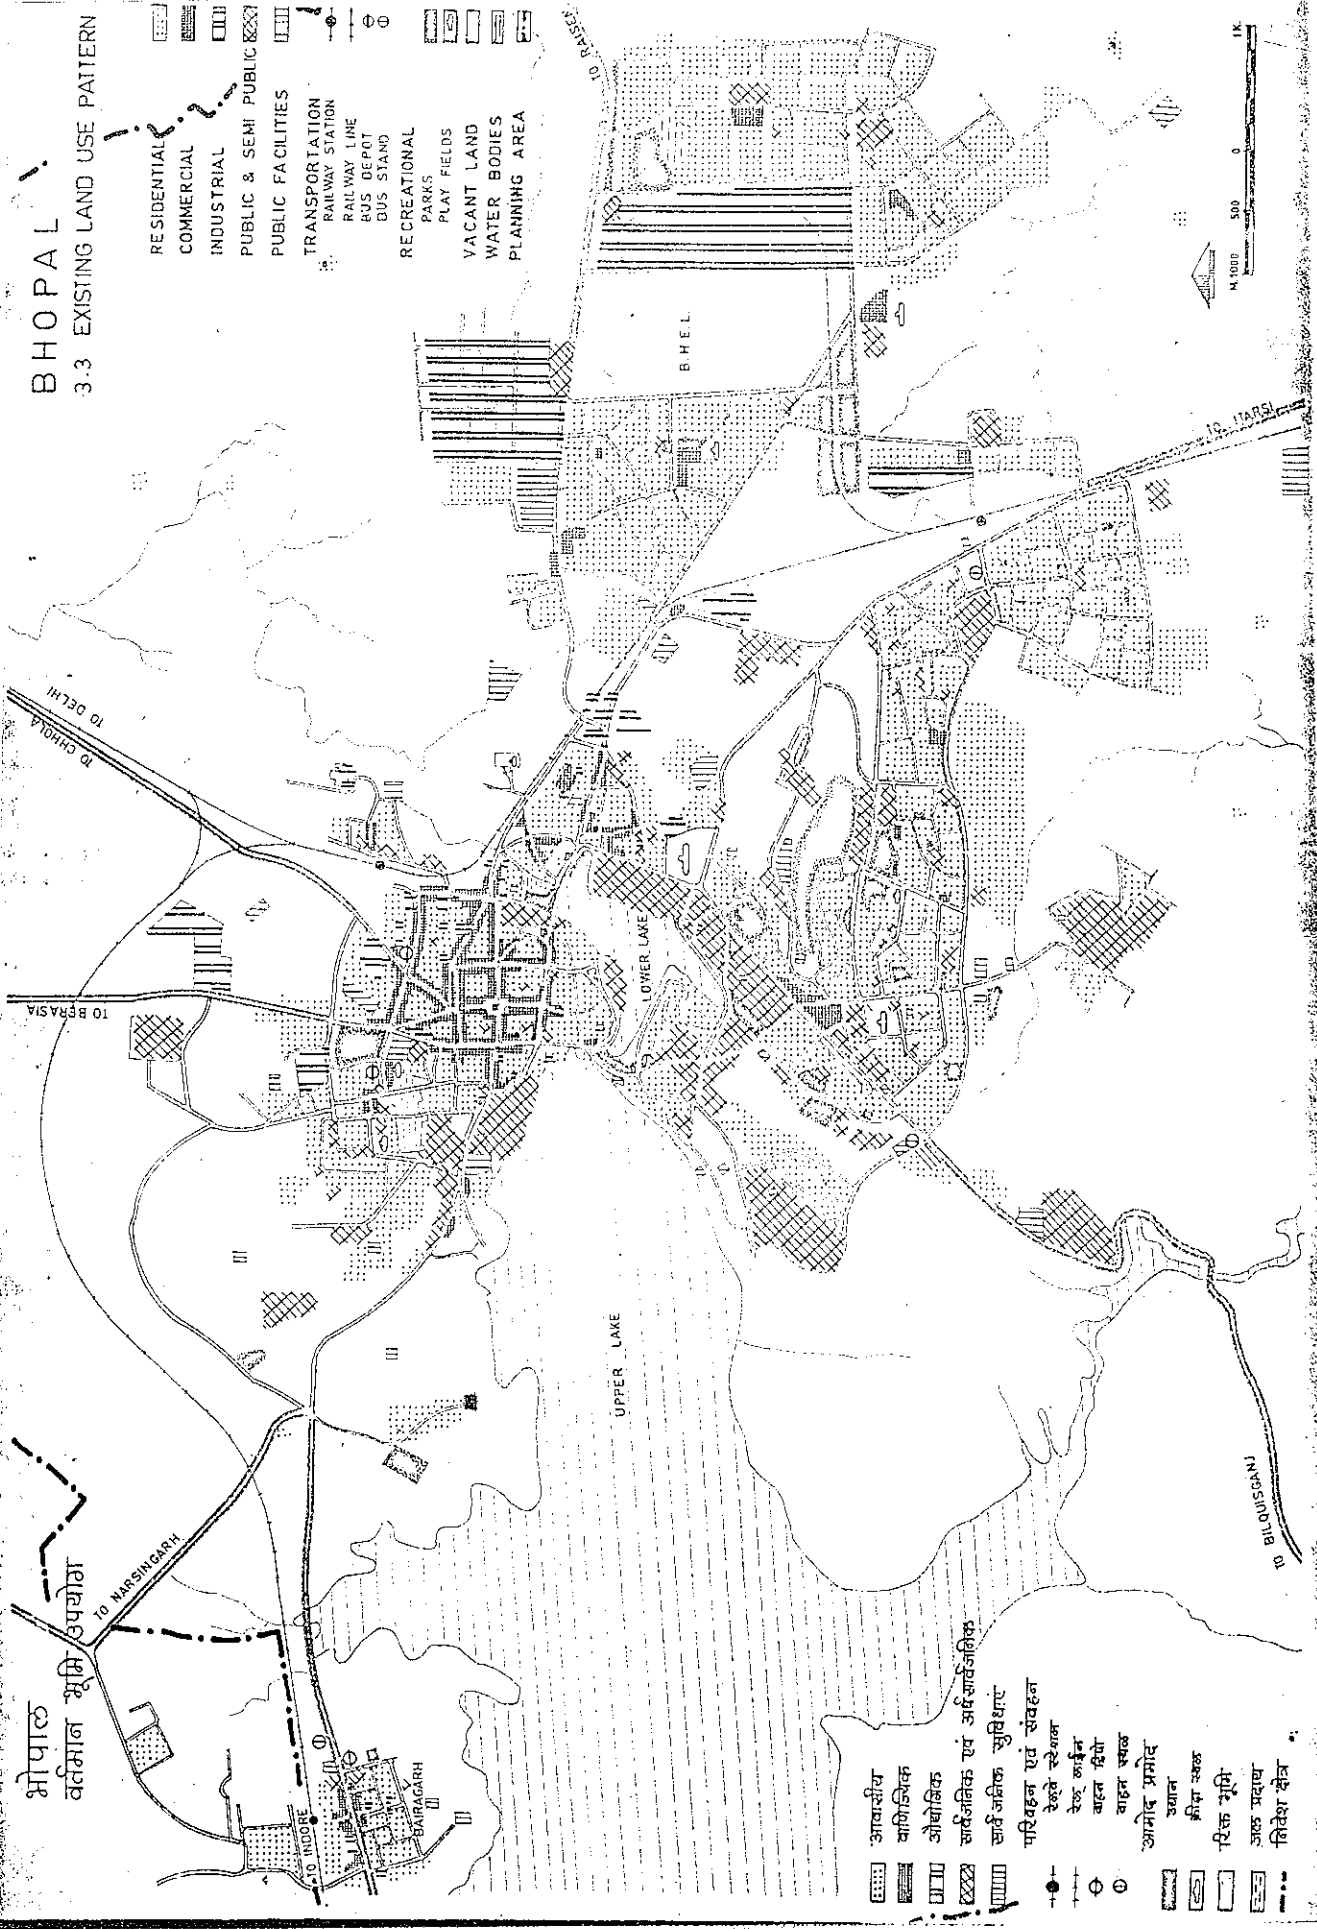 BHOPAL
3.3 EXISTING LAND USE PATTERN
RESIDENTIAL
COMMERCIAL
INDUSTRIAL
PUBLIC & SEMI PUBLIC
PUBLIC FACILITIES
TRANSPORTATION
RAILWAY STATION
RAILWAY LINE
BUS DEPOT
BUS STAND
RECREATIONAL
PARKS
PLAY FIELDS
VACANT LAND
WATER BODIES
PLANNING AREA
भोपाल
वर्तमान भूमि उपयोग
TO NARSINGARH
TO BERASIA
TO CHHOLA
TO DELHI
TO RAISEN
TO INDORE
BAIRAGARH
UPPER LAKE
LOWER LAKE
B.H.E.L.
TO ITARSI
TO BILQUISGANJ
आवासीय
वाणिज्यिक
औद्योगिक
सार्वजनिक एवं अर्धसार्वजनिक
सार्वजनिक सुविधाएं
परिवहन एवं संवहन
रेल्वे स्टेशन
रेल लाईन
वाहन डिपो
वाहन स्थल
आमोद प्रमोद
उद्यान
क्रीड़ा स्थल
रिक्त भूमि
जल प्रदाय
निवेश क्षेत्र
M.1000 500 0 1K.